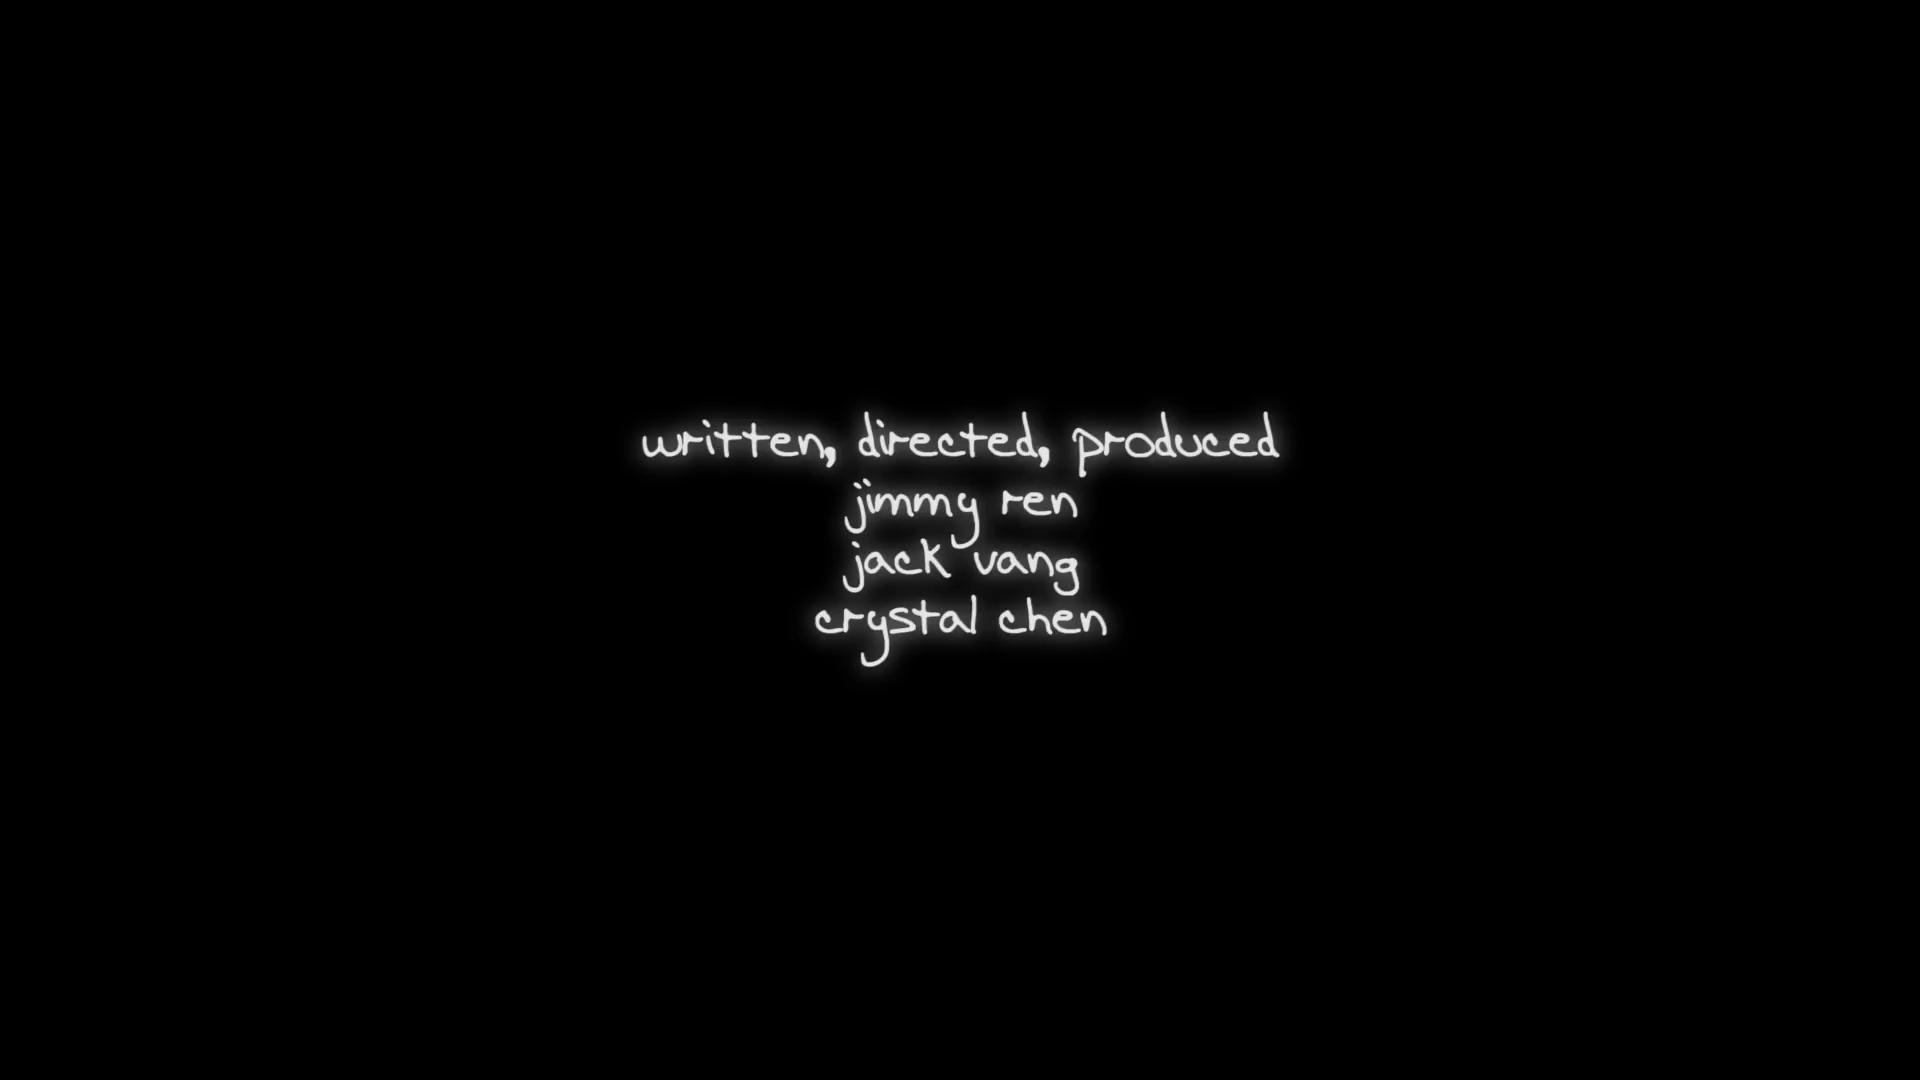 written, directed, produced
jimmy ren
jack vang
crystal chen